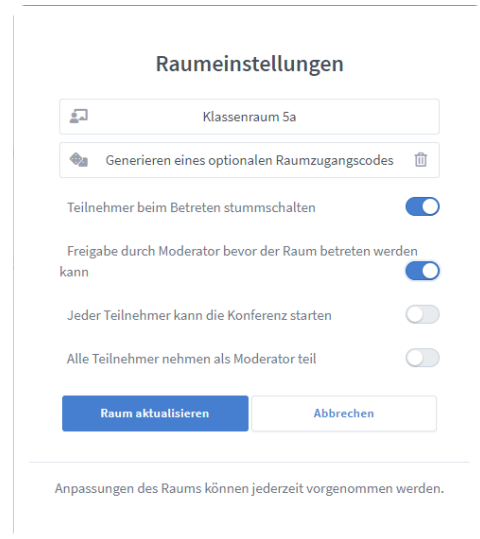 Raumeinstellungen
Klassenraum 5a
Generieren eines optionalen Raumzugangscodes
Teilnehmer beim Betreten stummschalten
Freigabe durch Moderator bevor der Raum betreten werden
kann
Jeder Teilnehmer kann die Konferenz starten
Alle Teilnehmer nehmen als Moderator teil
Raum aktualisieren
Abbrechen
Anpassungen des Raums können jederzeit vorgenommen werden.